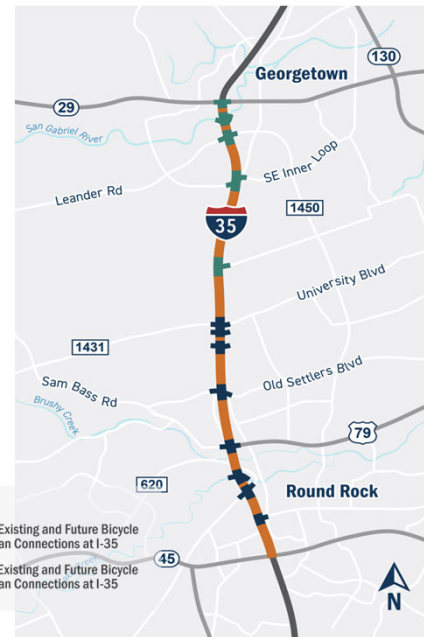 130
Georgetown
29
San Gabriel River
SE Inner Loop
Leander Rd
1450
35
University Blvd
1431
Old Settlers Blvd
Sam Bass Rd
Brushy Creek
79
620
Round Rock
Existing and Future Bicycle
an Connections at I-35
45
Existing and Future Bicycle
an Connections at I-35
N